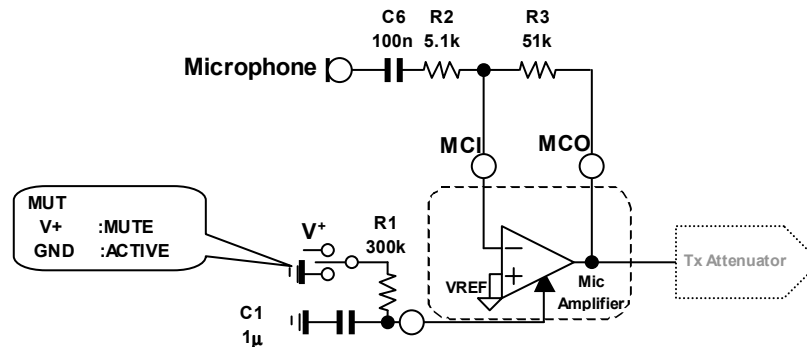 C6 R2 R3
100n 5.1k 51k
Microphone
MCI MCO
MUT
V+ :MUTE
GND :ACTIVE
V+
R1
300k
Tx Attenuator
VREF
Mic
Amplifier
C1
1μ